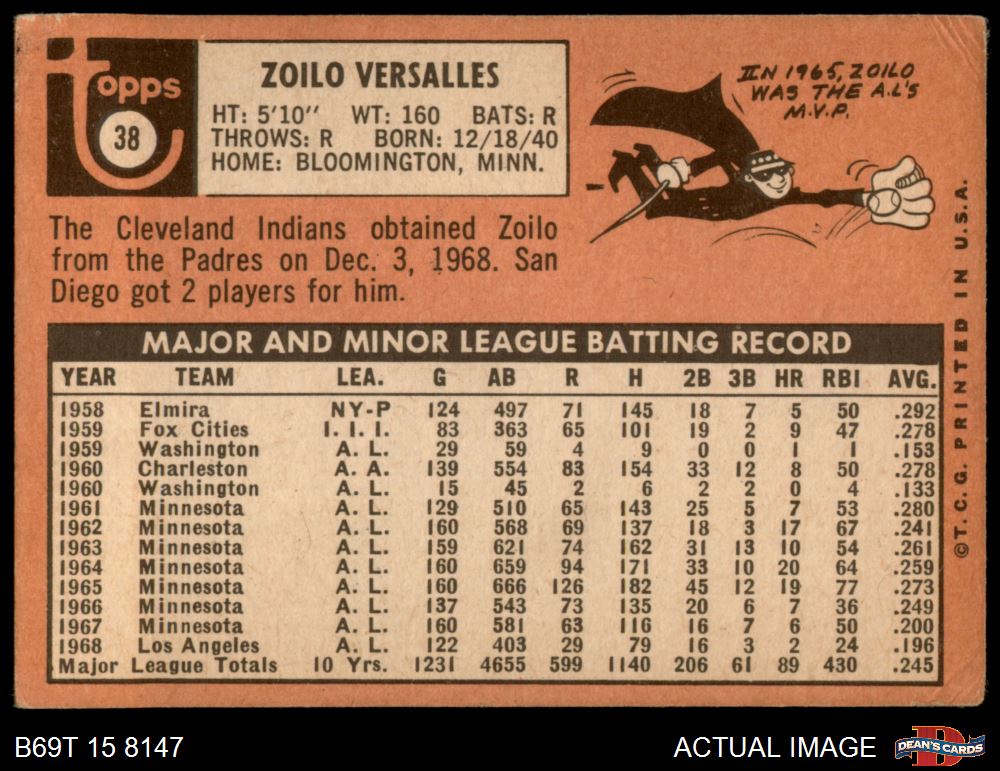 topps
38
ZOILO VERSALLES
HT: 5'10" WT: 160 BATS: R
THROWS: R BORN: 12/18/40
HOME: BLOOMINGTON, MINN.
IN 1965, ZOILO
WAS THE A.L'S
M.V.P.
The Cleveland Indians obtained Zoilo
from the Padres on Dec. 3, 1968. San
Diego got 2 players for him.
MAJOR AND MINOR LEAGUE BATTING RECORD
YEAR TEAM LEA. G AB R H 2B 3B HR RBI AVG.
1958 Elmira NY-P 124 497 71 145 18 7 5 50 .292
1959 Fox Cities I. I. I. 83 363 65 101 19 2 9 47 .278
1959 Washington A. L. 29 59 4 9 0 0 1 1 .153
1960 Charleston A. A. 139 554 83 154 33 12 8 50 .278
1960 Washington A. L. 15 45 2 6 2 2 0 4 .133
1961 Minnesota A. L. 129 510 65 143 25 5 7 53 .280
1962 Minnesota A. L. 160 568 69 137 18 3 17 67 .241
1963 Minnesota A. L. 159 621 74 162 31 13 10 54 .261
1964 Minnesota A. L. 160 659 94 171 33 10 20 64 .259
1965 Minnesota A. L. 160 666 126 182 45 12 19 77 .273
1966 Minnesota A. L. 137 543 73 135 20 6 7 36 .249
1967 Minnesota A. L. 160 581 63 116 16 7 6 50 .200
1968 Los Angeles A. L. 122 403 29 79 16 3 2 24 .196
Major League Totals 10 Yrs. 1231 4655 599 1140 206 61 89 430 .245
©T. C. G. PRINTED IN U.S.A.
B69T 15 8147
ACTUAL IMAGE
D
DEAN'S CARDS